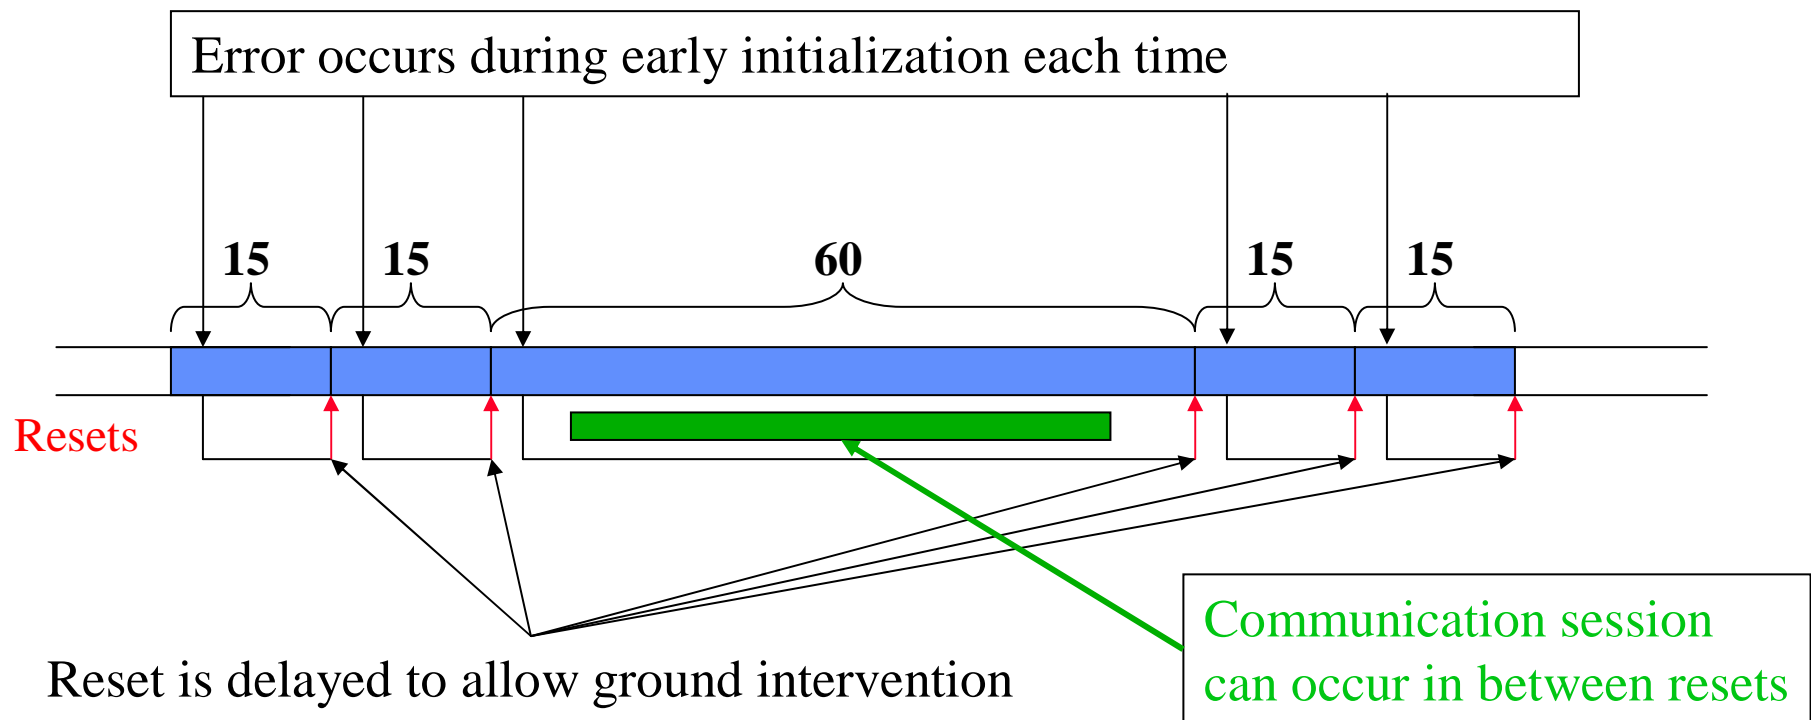 Error occurs during early initialization each time
15 15 60 15 15
Resets
Communication session
can occur in between resets
Reset is delayed to allow ground intervention